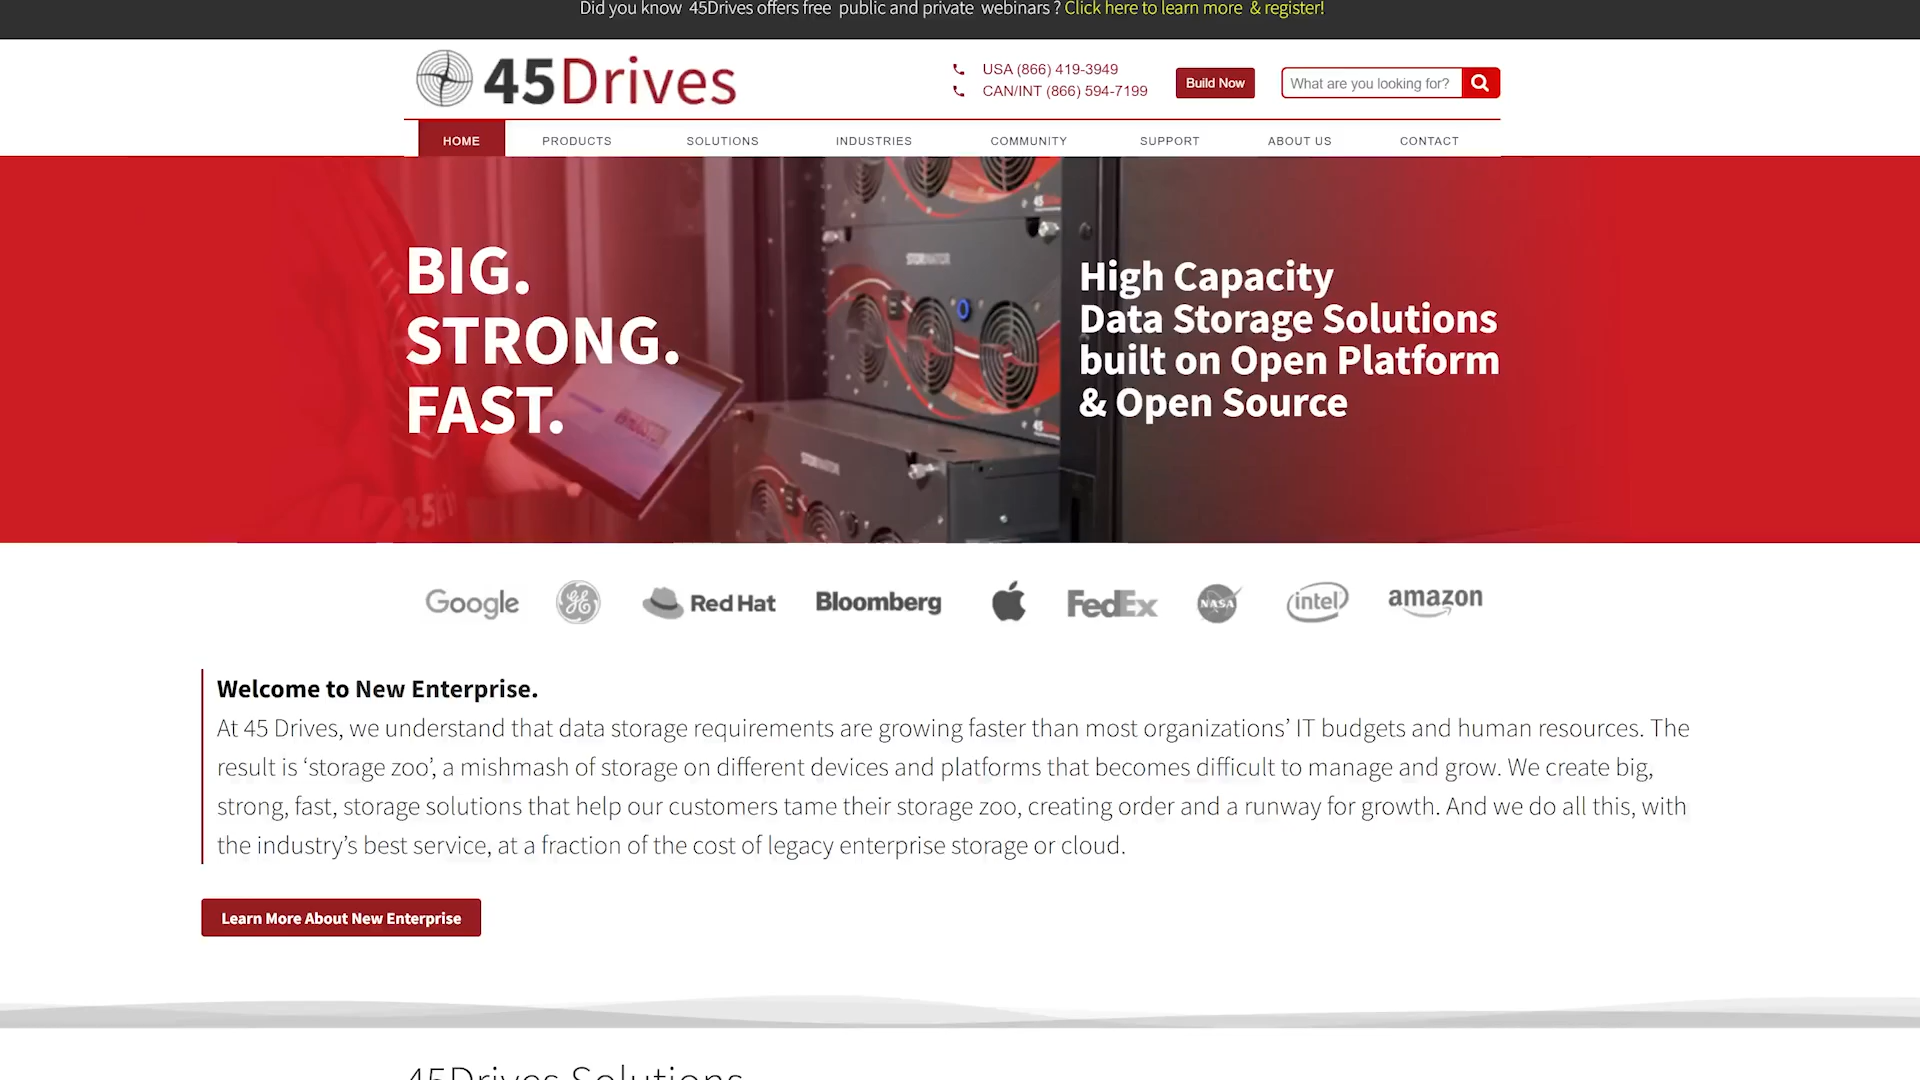 Did you know 45Drives offers free public and private webinars ? Click here to learn more & register!
45Drives
USA (866) 419-3949
CAN/INT (866) 594-7199
Build Now
What are you looking for?
HOME
PRODUCTS
SOLUTIONS
INDUSTRIES
COMMUNITY
SUPPORT
ABOUT US
CONTACT
BIG.
STRONG.
FAST.
High Capacity
Data Storage Solutions
built on Open Platform
& Open Source
STORINATOR
45
STORINATOR
45
Google
GE
Red Hat
Bloomberg
FedEx
NASA
intel
amazon
Welcome to New Enterprise.
At 45 Drives, we understand that data storage requirements are growing faster than most organizations’ IT budgets and human resources. The
result is ‘storage zoo’, a mishmash of storage on different devices and platforms that becomes difficult to manage and grow. We create big,
strong, fast, storage solutions that help our customers tame their storage zoo, creating order and a runway for growth. And we do all this, with
the industry’s best service, at a fraction of the cost of legacy enterprise storage or cloud.
Learn More About New Enterprise
45Drives Solutions